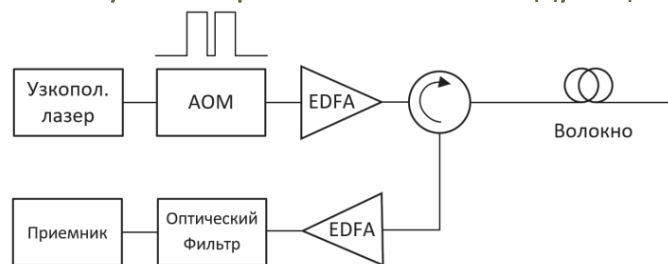 Узкопол.
лазер
АОМ
EDFA
Волокно
Приемник
Оптический
Фильтр
EDFA